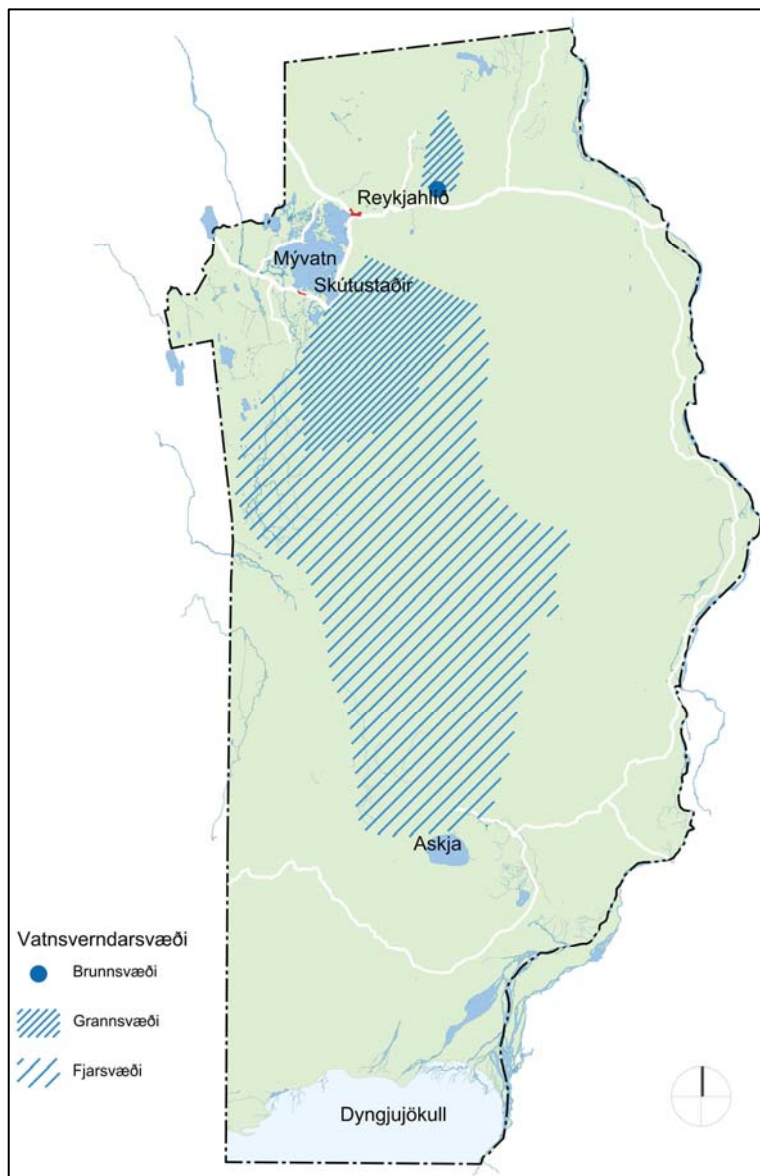 Reykjahlíð
Mývatn
Skútustaðir
Askja
Vatnsverndarsvæði
Brunnsvæði
Grannsvæði
Fjarsvæði
Dyngjujökull